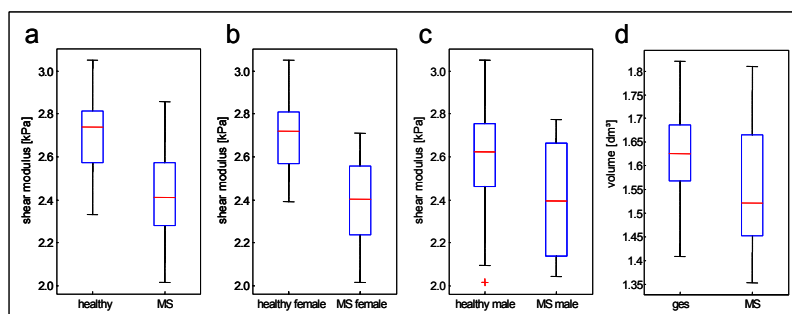 a
shear modulus [kPa]
3.0
2.8
2.6
2.4
2.2
2.0
healthy MS
b
shear modulus [kPa]
3.0
2.8
2.6
2.4
2.2
2.0
healthy female MS female
c
shear modulus [kPa]
3.0
2.8
2.6
2.4
2.2
2.0
healthy male MS male
d
volume [dm³]
1.8
1.75
1.7
1.65
1.6
1.55
1.5
1.45
1.4
1.35
ges MS